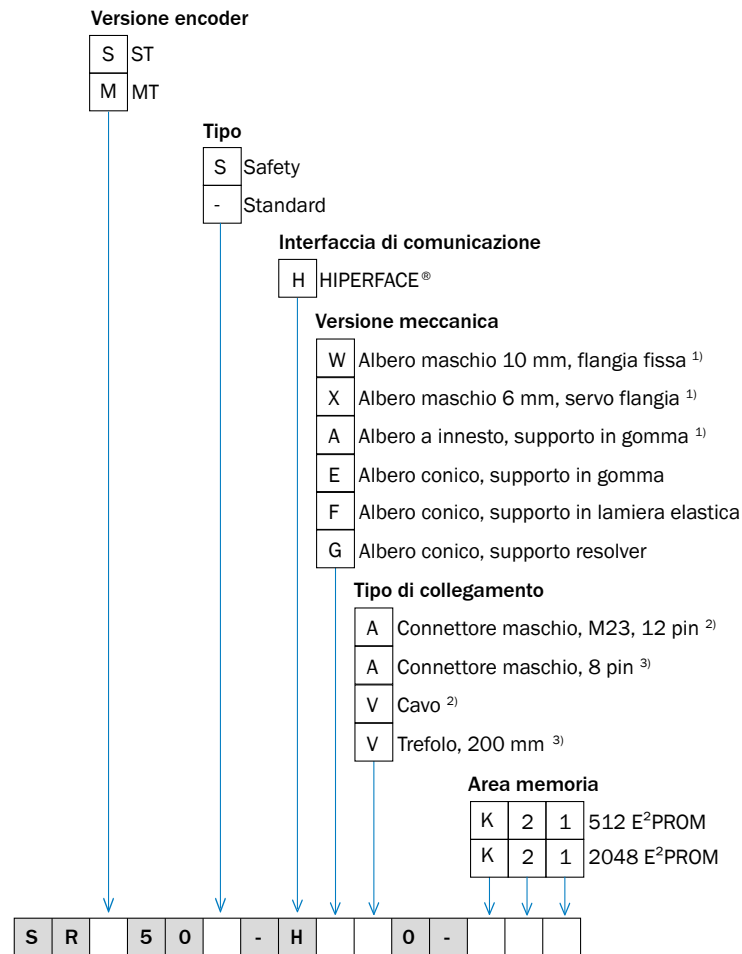 Versione encoder
S ST
M MT
Tipo
S Safety
- Standard
Interfaccia di comunicazione
H HIPERFACE®
Versione meccanica
W Albero maschio 10 mm, flangia fissa 1)
X Albero maschio 6 mm, servo flangia 1)
A Albero a innesto, supporto in gomma 1)
E Albero conico, supporto in gomma
F Albero conico, supporto in lamiera elastica
G Albero conico, supporto resolver
Tipo di collegamento
A Connettore maschio, M23, 12 pin 2)
A Connettore maschio, 8 pin 3)
V Cavo 2)
V Trefolo, 200 mm 3)
Area memoria
K 2 1 512 E²PROM
K 2 1 2048 E²PROM
S R 5 0 - H 0 -